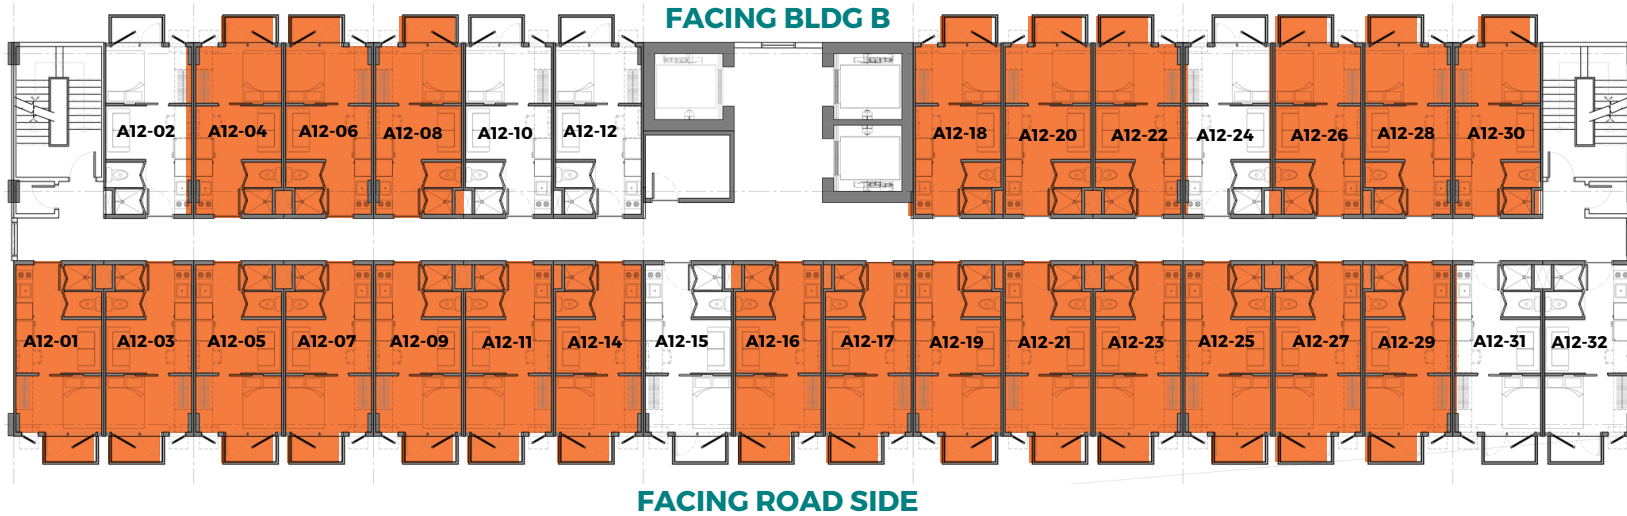 FACING BLDG B
A12-02 A12-04 A12-06 A12-08 A12-10 A12-12 A12-18 A12-20 A12-22 A12-24 A12-26 A12-28 A12-30
A12-01 A12-03 A12-05 A12-07 A12-09 A12-11 A12-14 A12-15 A12-16 A12-17 A12-19 A12-21 A12-23 A12-25 A12-27 A12-29 A12-31 A12-32
FACING ROAD SIDE